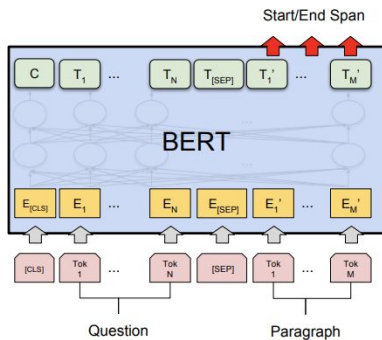 Start/End Span
C T1 ... TN T[SEP] T1' ... TM'
...
BERT
...
E[CLS] E1 ... EN E[SEP] E1' ... EM'
[CLS] Tok 1 ... Tok N [SEP] Tok 1 ... Tok M
Question Paragraph